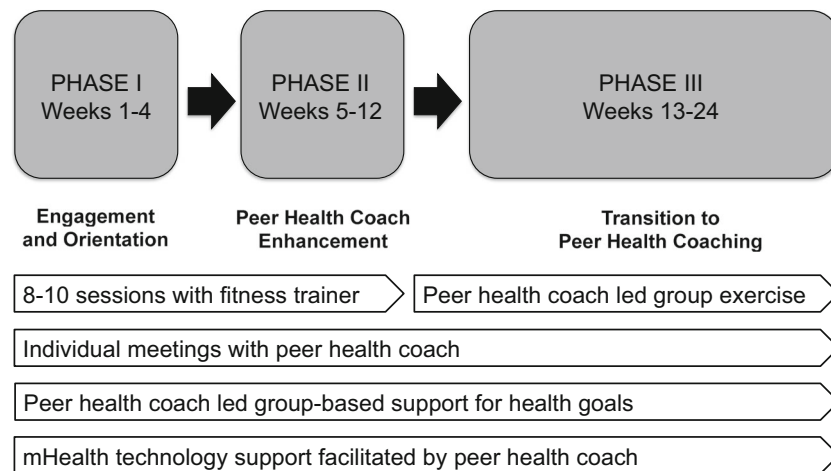 PHASE I
Weeks 1-4
PHASE II
Weeks 5-12
PHASE III
Weeks 13-24
Engagement
and Orientation
Peer Health Coach
Enhancement
Transition to
Peer Health Coaching
8-10 sessions with fitness trainer
Peer health coach led group exercise
Individual meetings with peer health coach
Peer health coach led group-based support for health goals
mHealth technology support facilitated by peer health coach